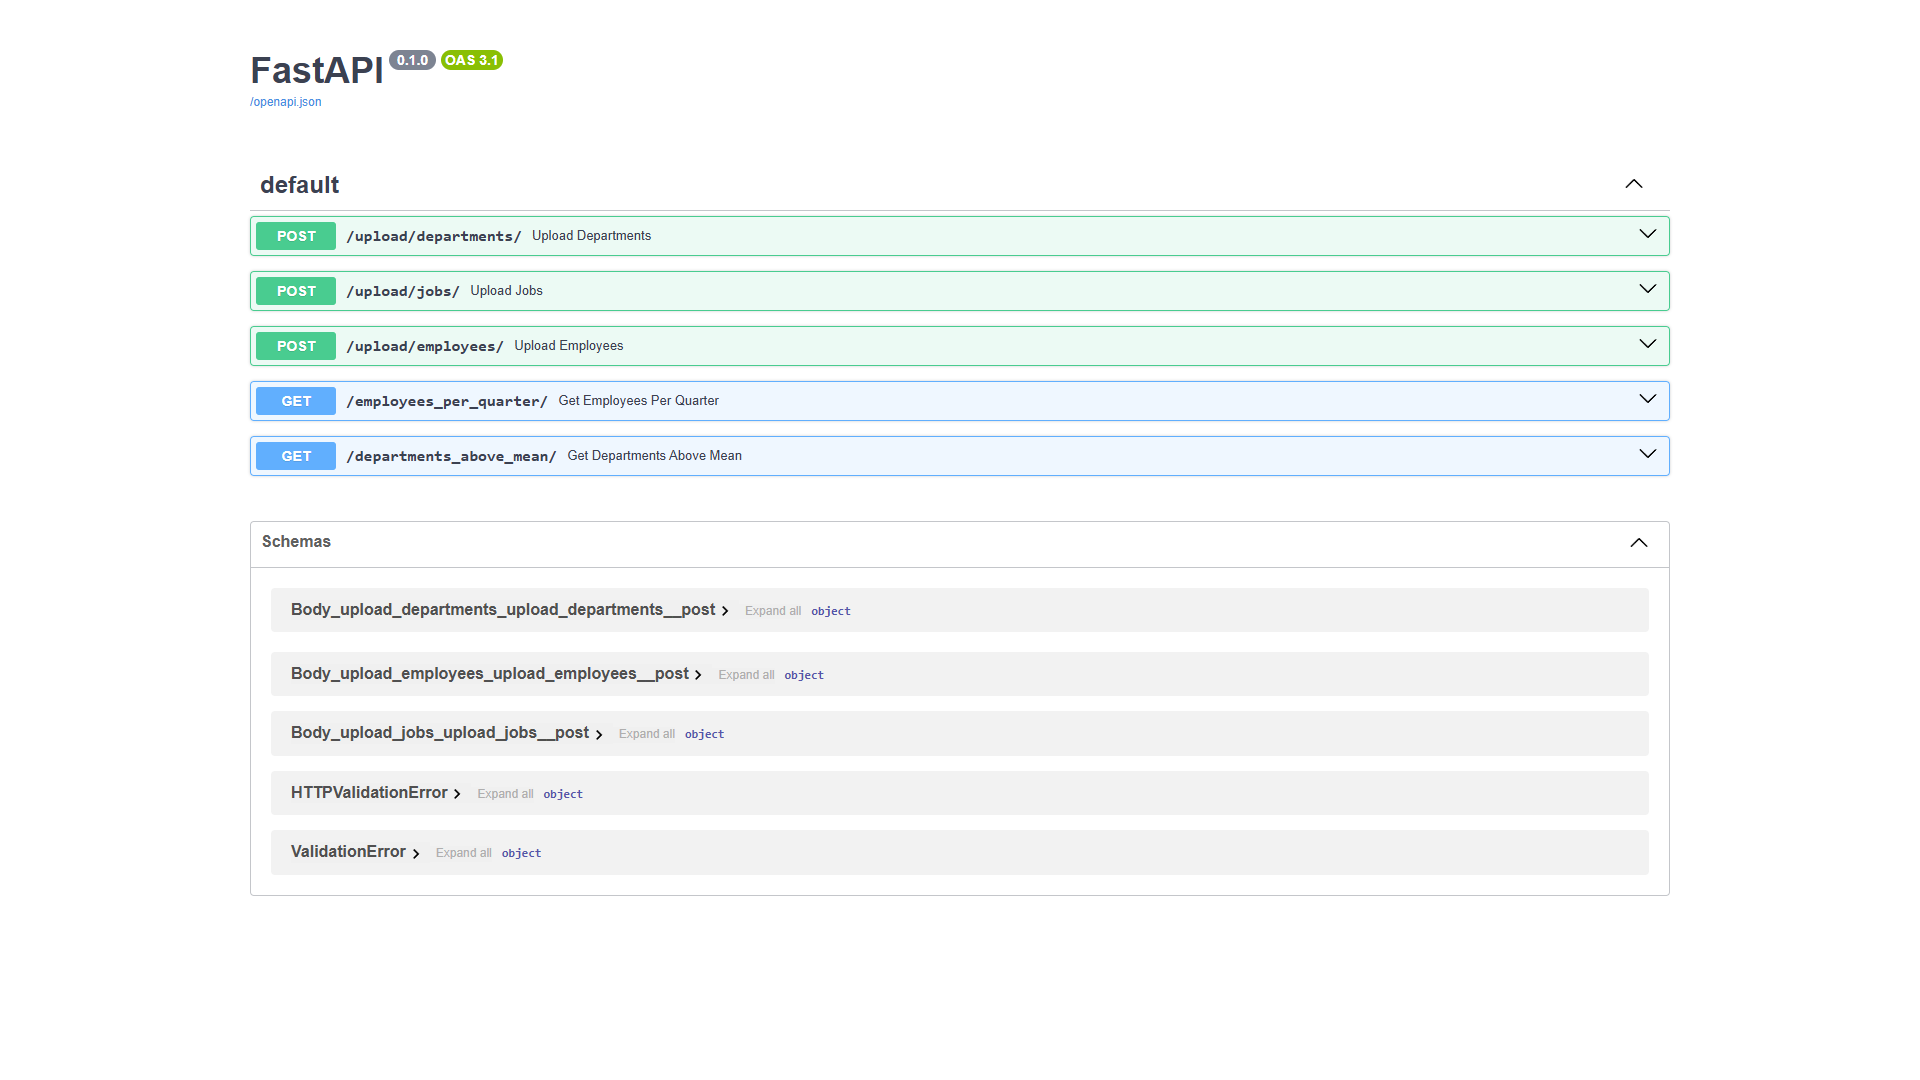 FastAPI 0.1.0 OAS 3.1
/openapi.json
default
POST /upload/departments/ Upload Departments
POST /upload/jobs/ Upload Jobs
POST /upload/employees/ Upload Employees
GET /employees_per_quarter/ Get Employees Per Quarter
GET /departments_above_mean/ Get Departments Above Mean
Schemas
Body_upload_departments_upload_departments__post Expand all object
Body_upload_employees_upload_employees__post Expand all object
Body_upload_jobs_upload_jobs__post Expand all object
HTTPValidationError Expand all object
ValidationError Expand all object